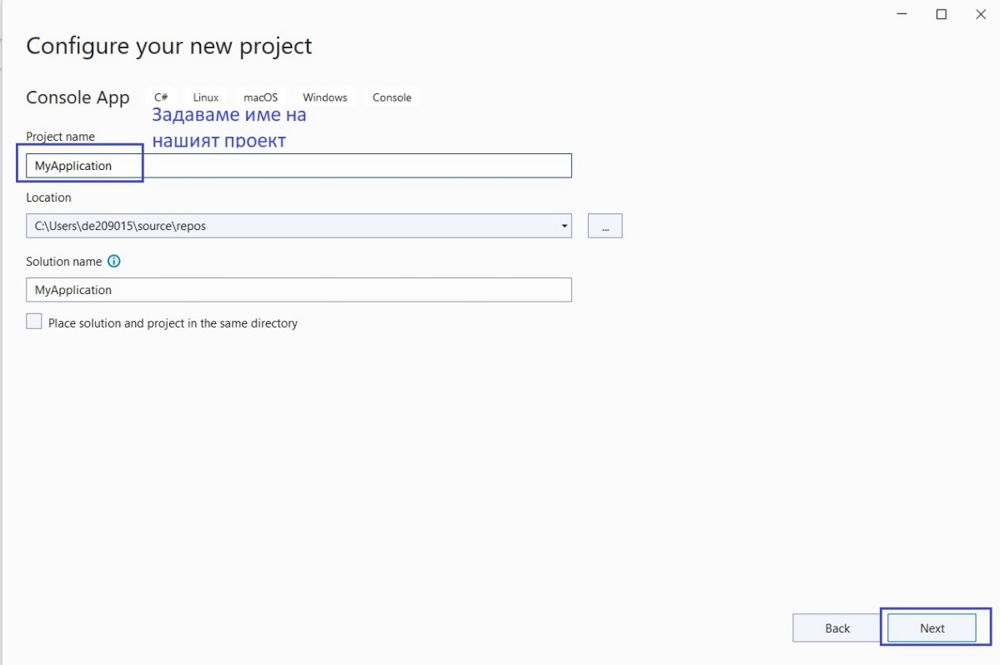 Configure your new project
Console App C# Linux macOS Windows Console
Задаваме име на
нашият проект
Project name
MyApplication
Location
C:\Users\de209015\source\repos
...
Solution name
MyApplication
Place solution and project in the same directory
Back Next